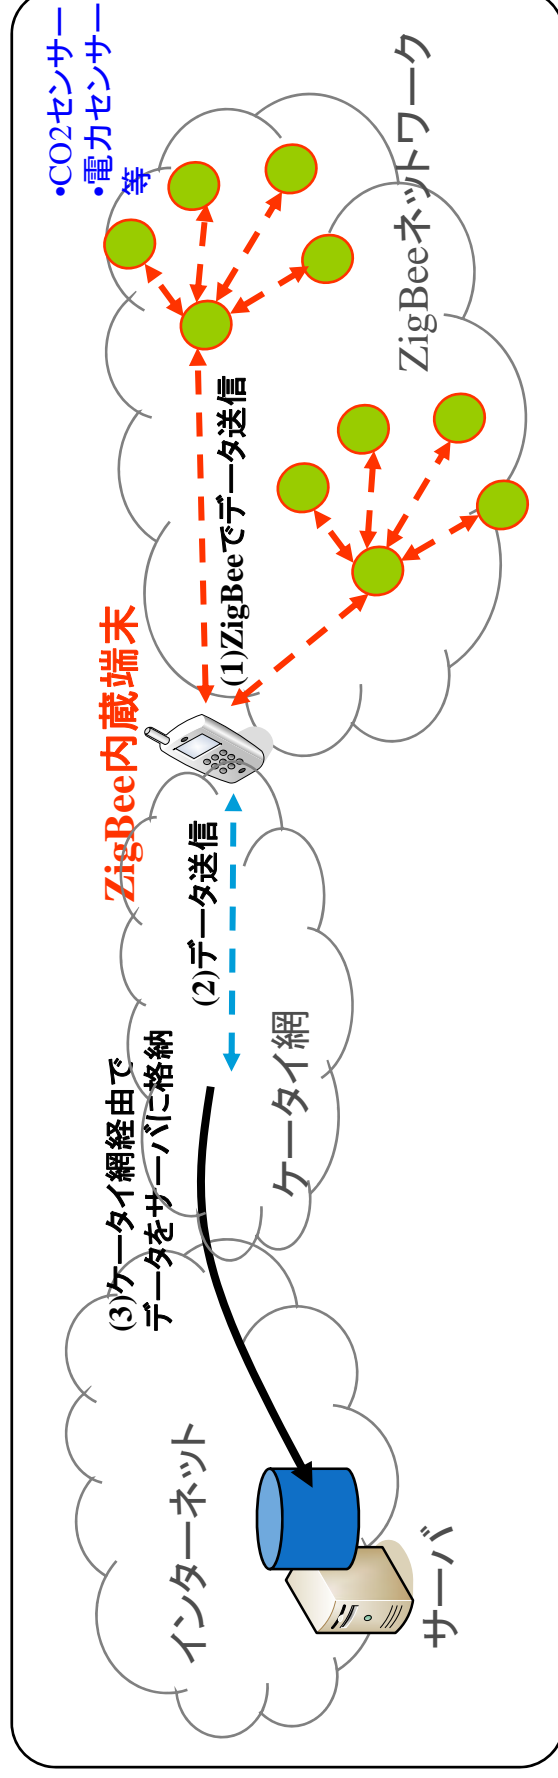 ・CO2センサー
・電力センサー
等
ZigBee内蔵端末
(3)ケータイ網経由で
データをサーバに格納
(2)データ送信
(1)ZigBeeでデータ送信
インターネット
ケータイ網
ZigBeeネットワーク
サーバ